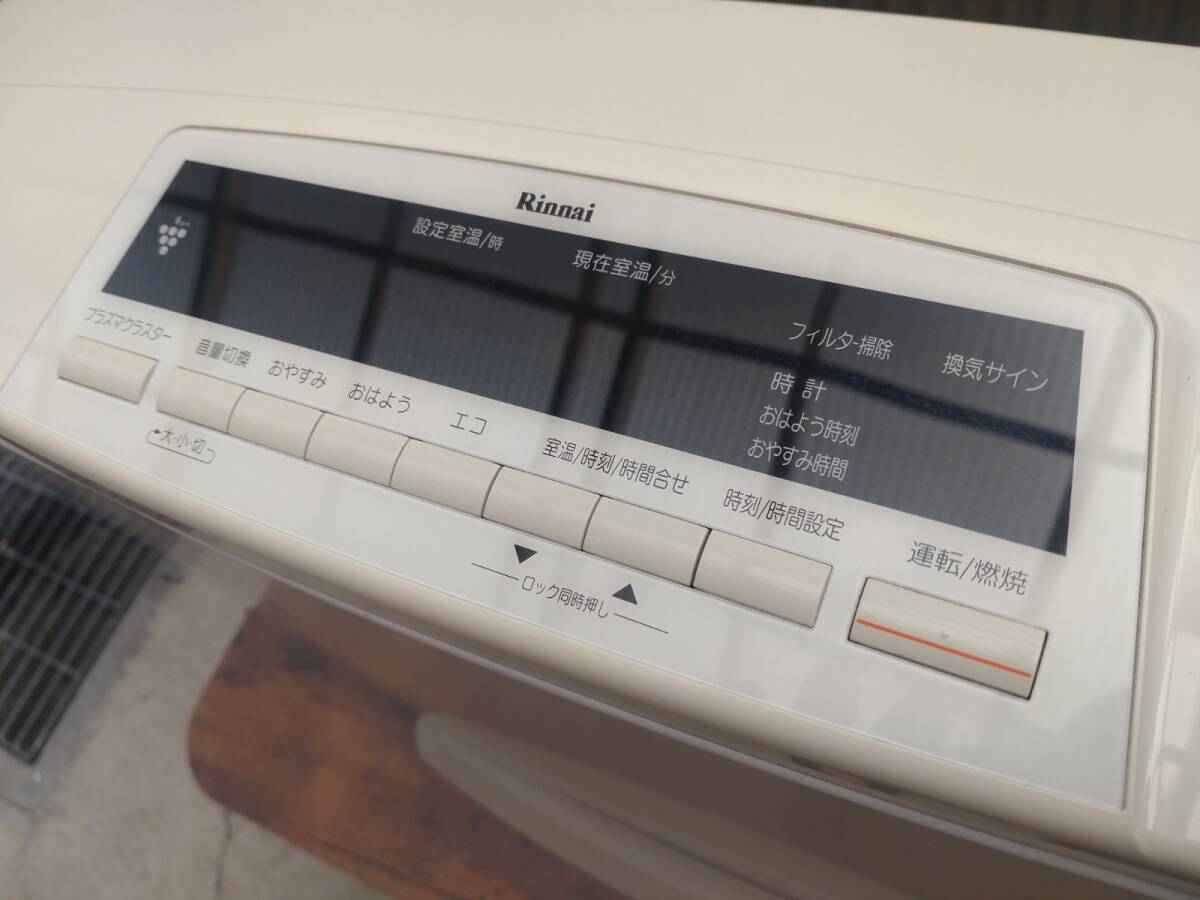 Rinnai
設定室温/時
現在室温/分
フィルター掃除
換気サイン
時計
おはよう時刻
おやすみ時間
プラズマクラスター
音量切換
おやすみ
おはよう
エコ
室温/時刻/時間合せ
時刻/時間設定
運転/燃焼
大・小・切
▼
▲
ロック同時押し